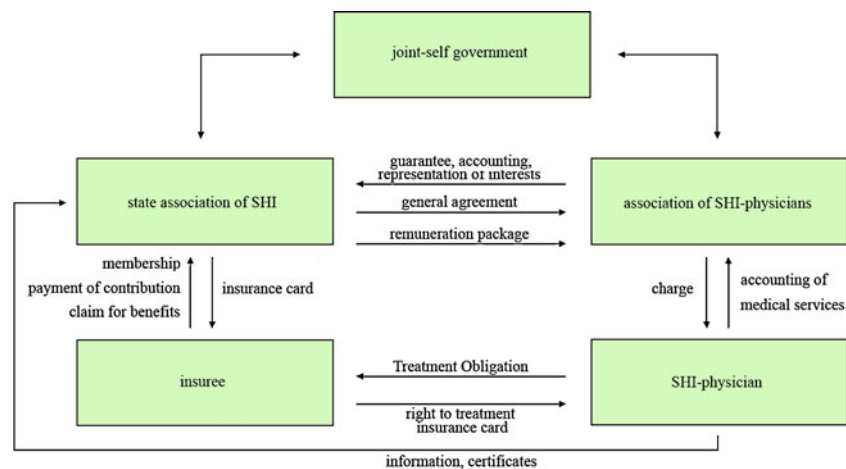 joint-self government
guarantee, accounting,
representation of interests
state association of SHI
general agreement
association of SHI-physicians
remuneration package
membership
payment of contribution
claim for benefits
insurance card
charge
accounting of
medical services
Treatment Obligation
insuree
SHI-physician
right to treatment
insurance card
information, certificates